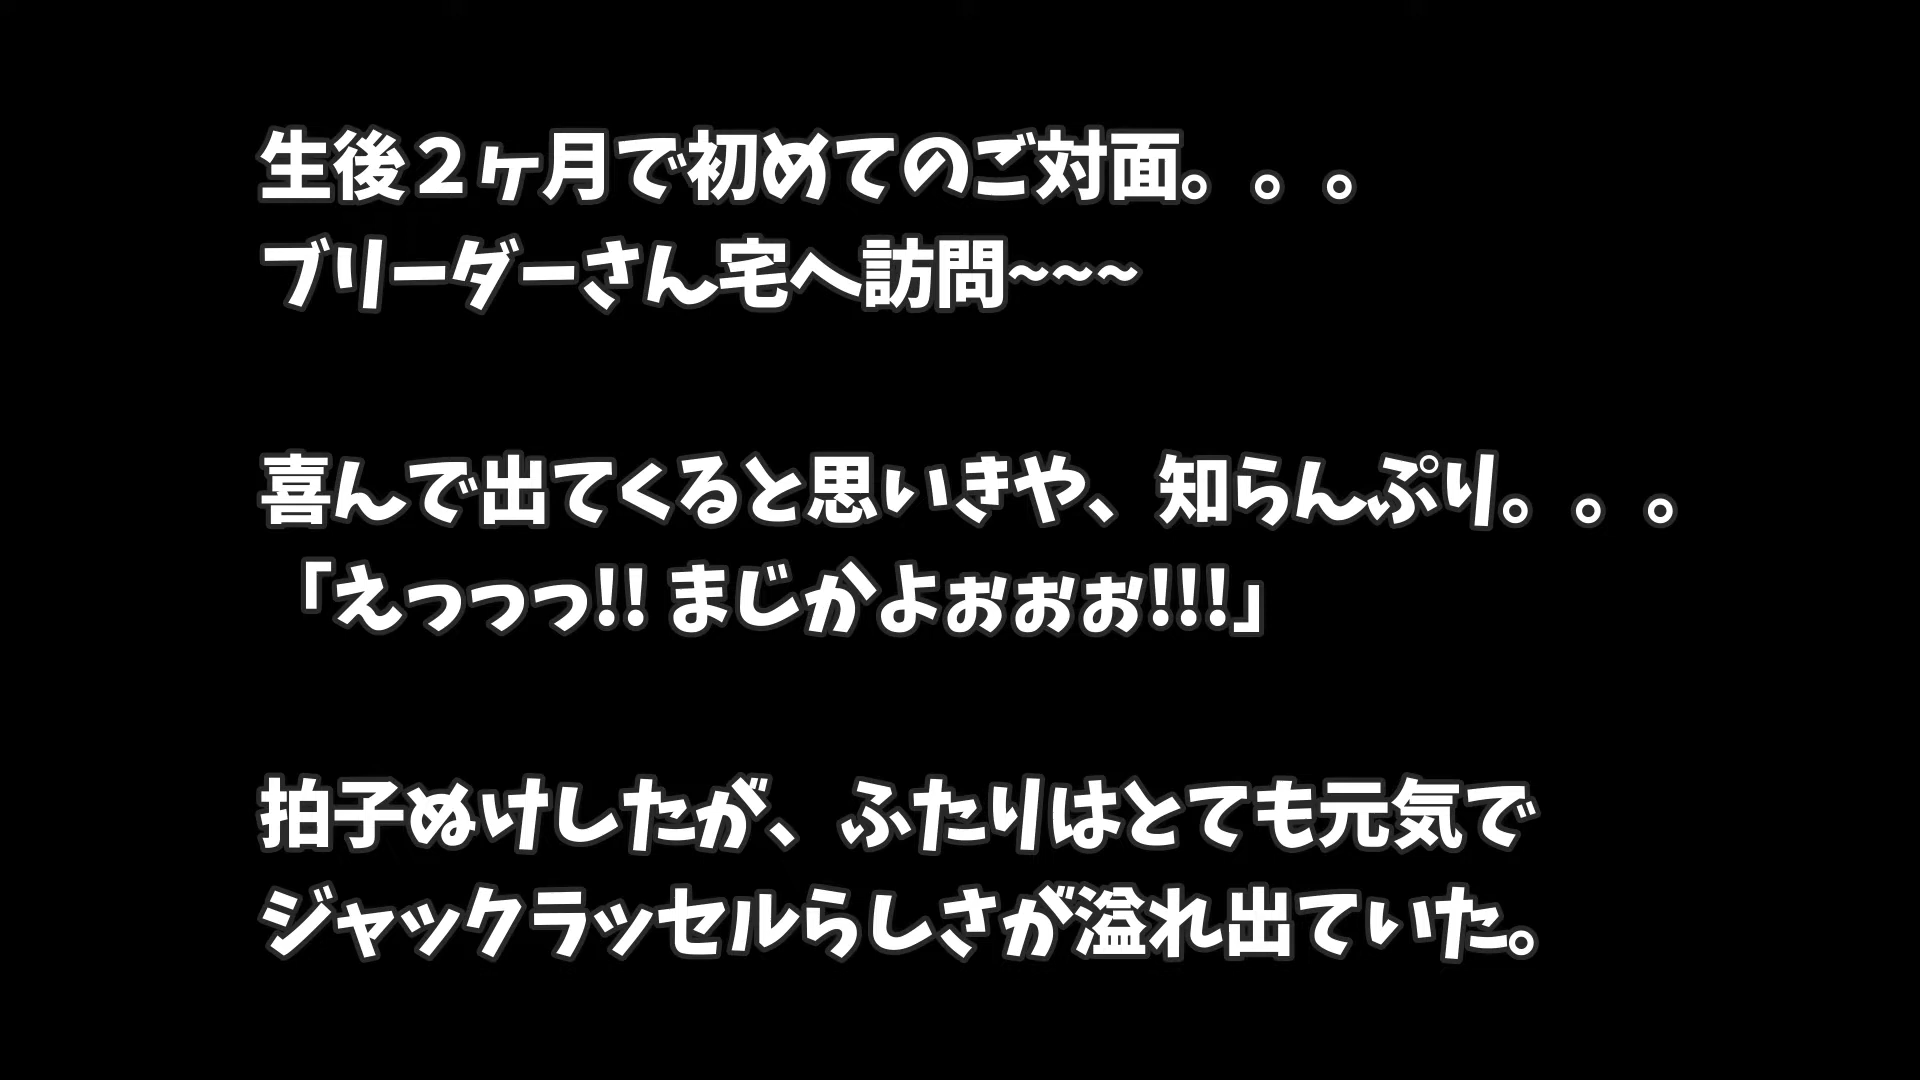 生後２ヶ月で初めてのご対面。。。
ブリーダーさん宅へ訪問~~~
喜んで出てくると思いきや、知らんぷり。。。
「えっっっ!! まじかよぉぉぉ!!!」
拍子ぬけしたが、ふたりはとても元気で
ジャックラッセルらしさが溢れ出ていた。